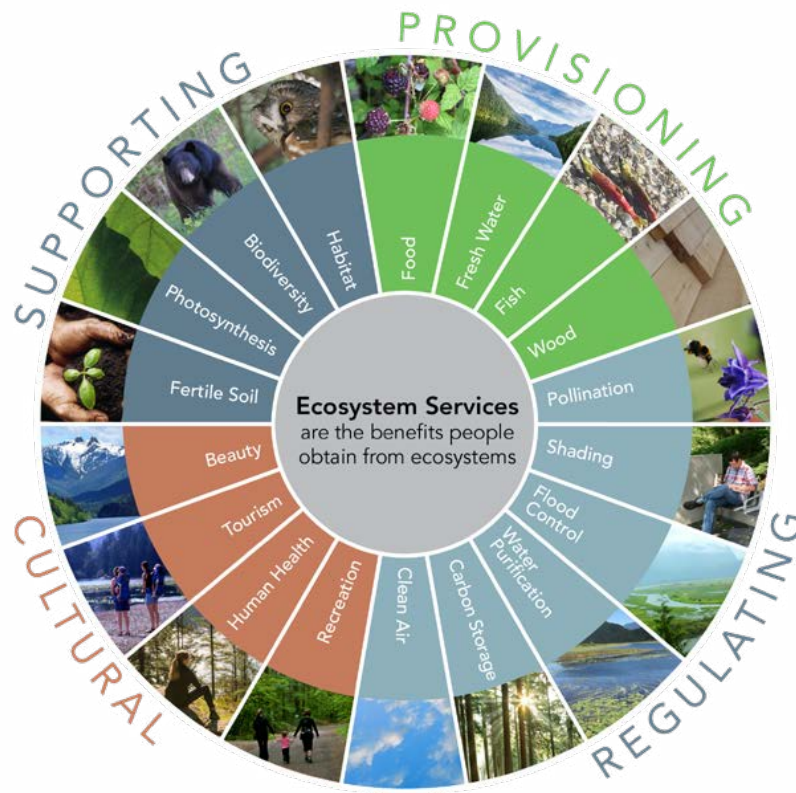 PROVISIONING
Food
Fresh Water
Fish
Wood
REGULATING
Pollination
Shading
Flood
Control
Water
Purification
Carbon Storage
Clean Air
CULTURAL
Recreation
Human Health
Tourism
Beauty
SUPPORTING
Fertile Soil
Photosynthesis
Biodiversity
Habitat
Ecosystem Services
are the benefits people
obtain from ecosystems